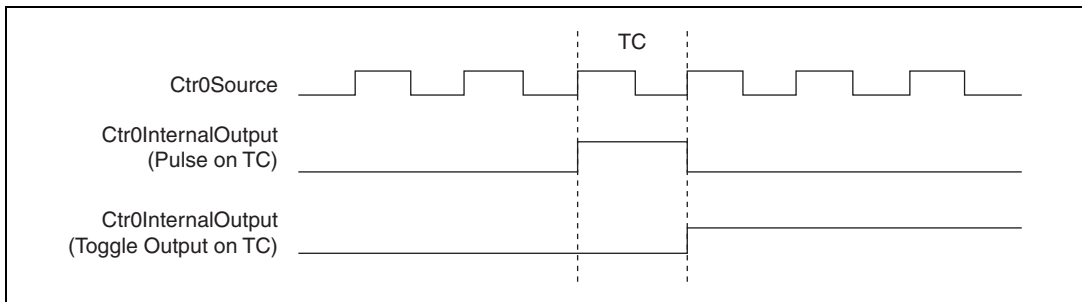 TC
Ctr0Source
Ctr0InternalOutput
(Pulse on TC)
Ctr0InternalOutput
(Toggle Output on TC)